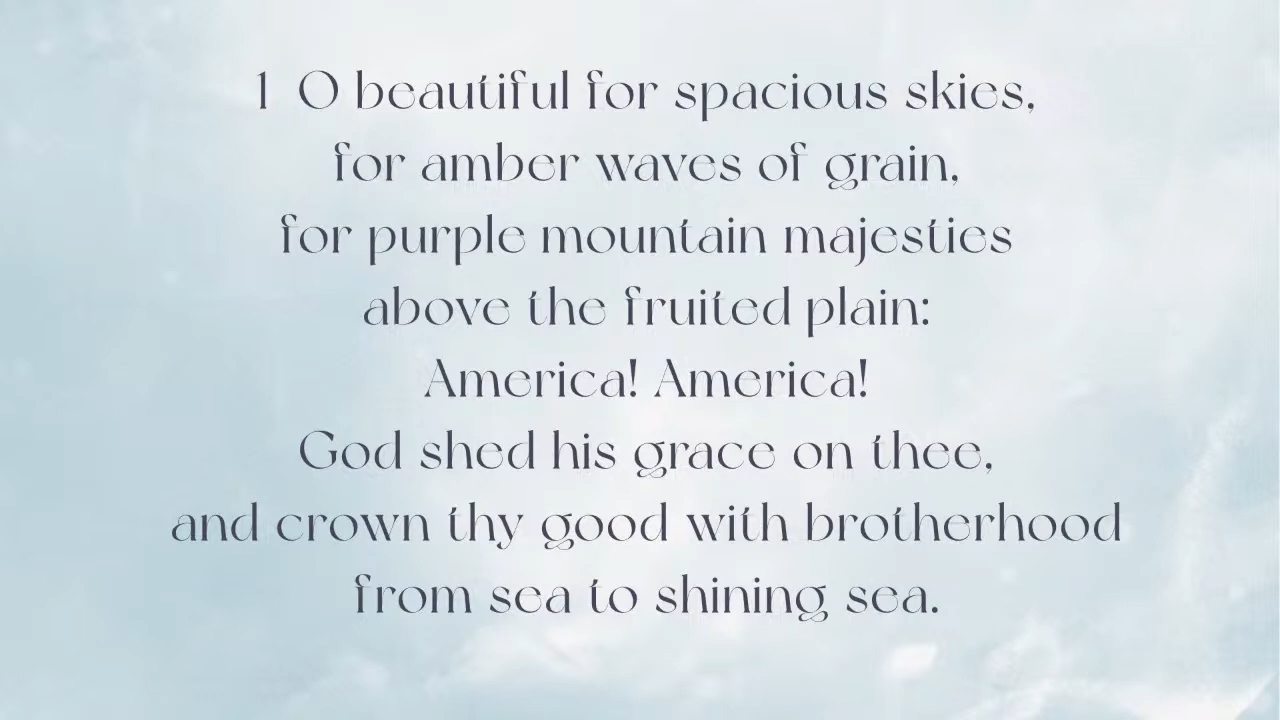 1 O beautiful for spacious skies,
for amber waves of grain,
for purple mountain majesties
above the fruited plain:
America! America!
God shed his grace on thee,
and crown thy good with brotherhood
from sea to shining sea.